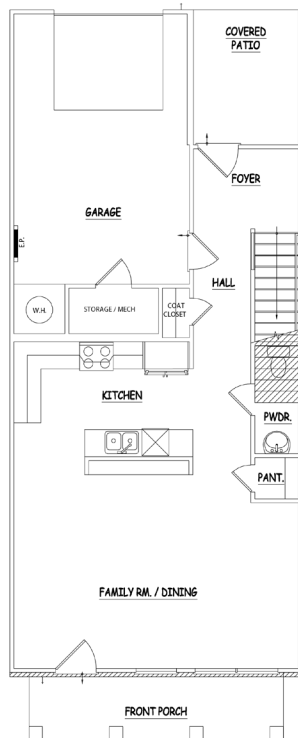 COVERED
PATIO
FOYER
GARAGE
E.P.
HALL
W.H.
STORAGE / MECH
COAT
CLOSET
KITCHEN
PWDR.
PANT.
FAMILY RM. / DINING
FRONT PORCH